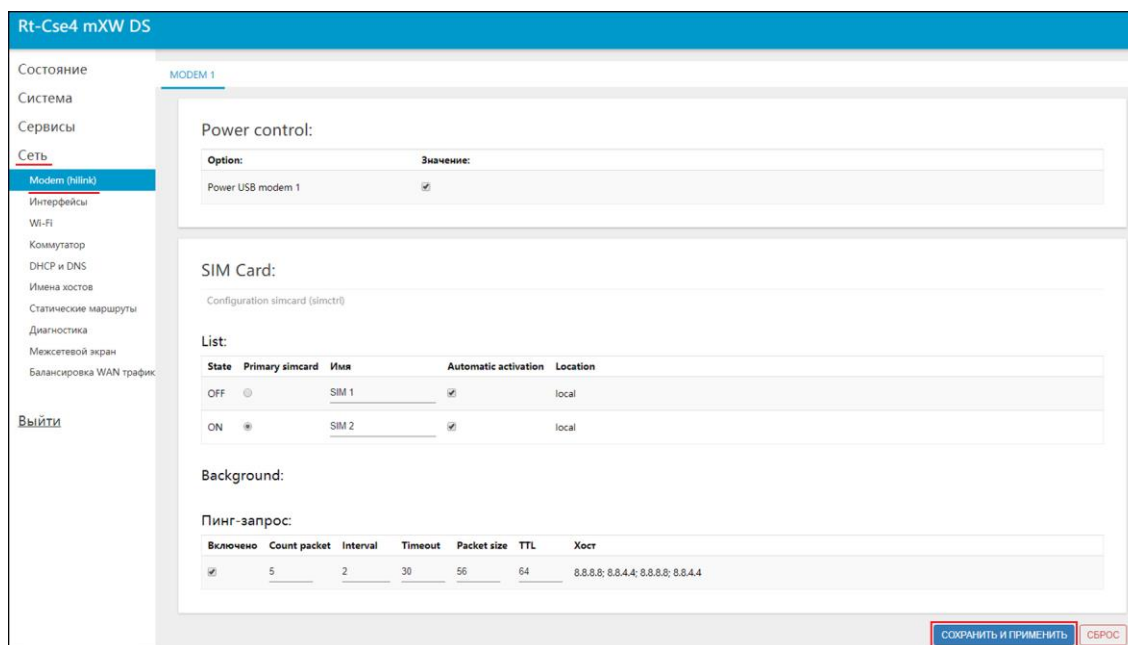 Rt-Cse4 mXW DS
Состояние
Система
Сервисы
Сеть
Modem (hilink)
Интерфейсы
Wi-Fi
Коммутатор
DHCP и DNS
Имена хостов
Статические маршруты
Диагностика
Межсетевой экран
Балансировка WAN трафик
Выйти
MODEM 1
Power control:
Option: Значение:
Power USB modem 1
SIM Card:
Configuration simcard (simctrl)
List:
State Primary simcard Имя Automatic activation Location
OFF SIM 1 local
ON SIM 2 local
Background:
Пинг-запрос:
Включено Count packet Interval Timeout Packet size TTL Хост
5 2 30 56 64 8.8.8.8; 8.8.4.4; 8.8.8.8; 8.8.4.4
СОХРАНИТЬ И ПРИМЕНИТЬ СБРОС